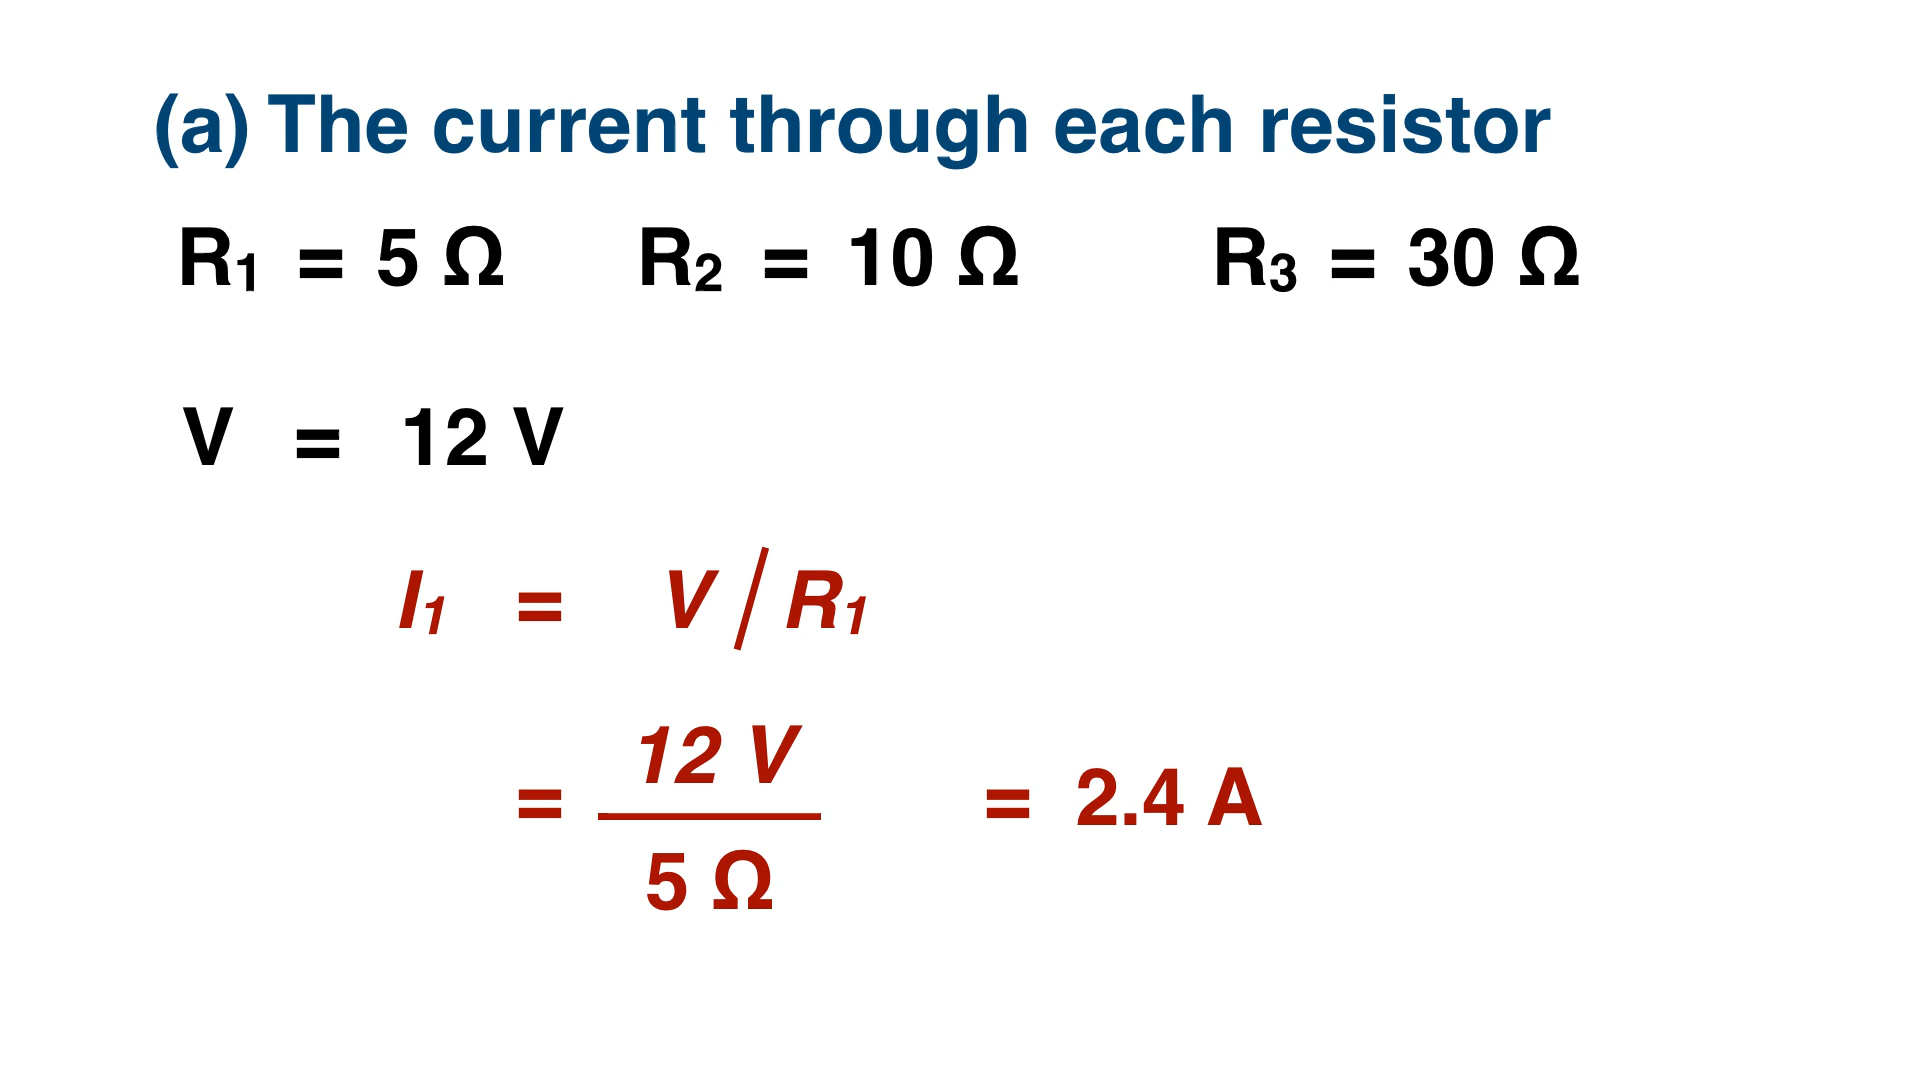 (a) The current through each resistor
R₁ = 5 Ω R₂ = 10 Ω R₃ = 30 Ω
V = 12 V
I₁ = V / R₁
= 12 V / 5 Ω = 2.4 A